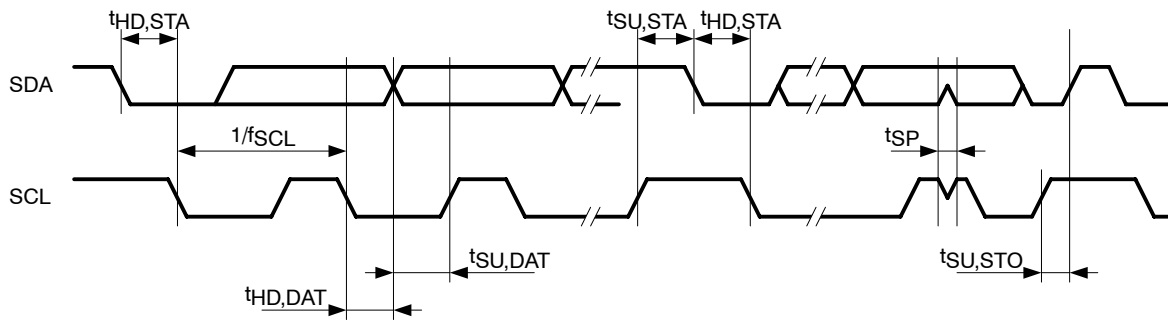 tHD,STA
tSU,STA tHD,STA
SDA
1/fSCL
tSP
SCL
tSU,DAT
tSU,STO
tHD,DAT